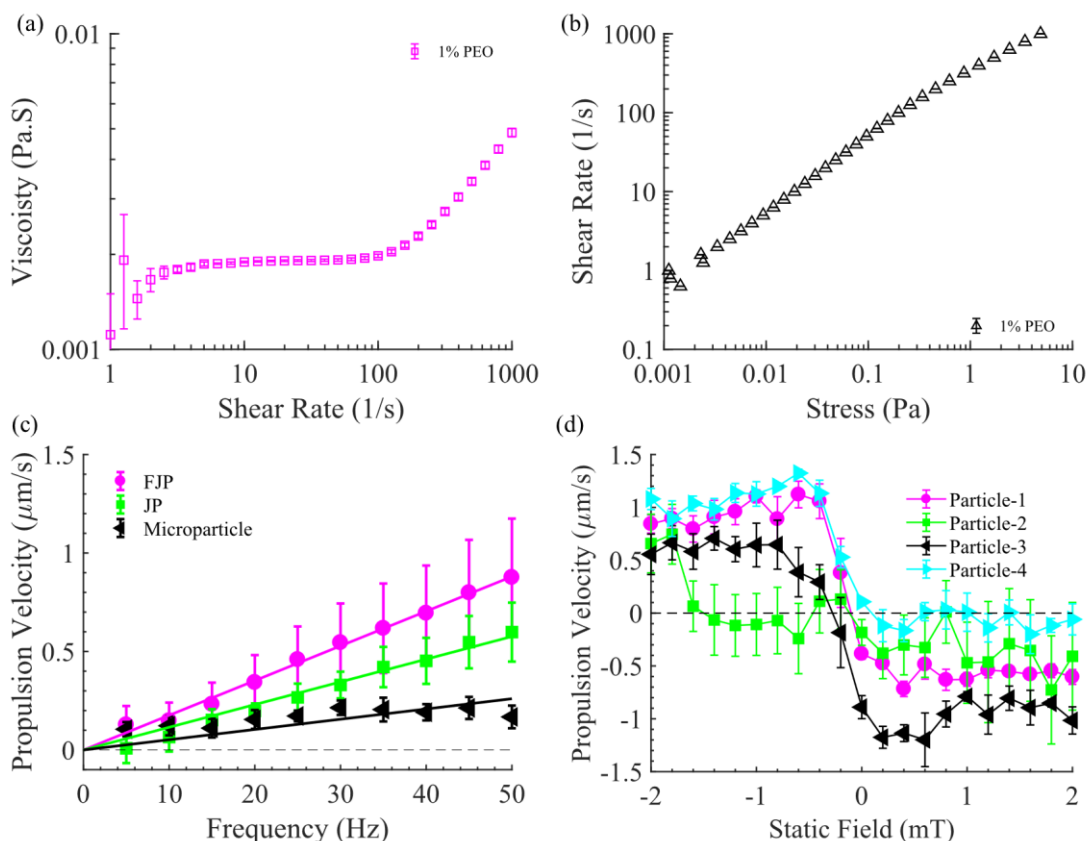 (a)
0.01
1% PEO
Viscoisty (Pa.S)
0.001
1 10 100 1000
Shear Rate (1/s)
(b)
1000
100
10
1
0.1
Shear Rate (1/s)
1% PEO
0.001 0.01 0.1 1 10
Stress (Pa)
(c)
1.5
1
0.5
0
Propulsion Velocity (μm/s)
FJP
JP
Microparticle
0 10 20 30 40 50
Frequency (Hz)
(d)
1.5
1
0.5
0
-0.5
-1
-1.5
Propulsion Velocity (μm/s)
Particle-1
Particle-2
Particle-3
Particle-4
-2 -1 0 1 2
Static Field (mT)